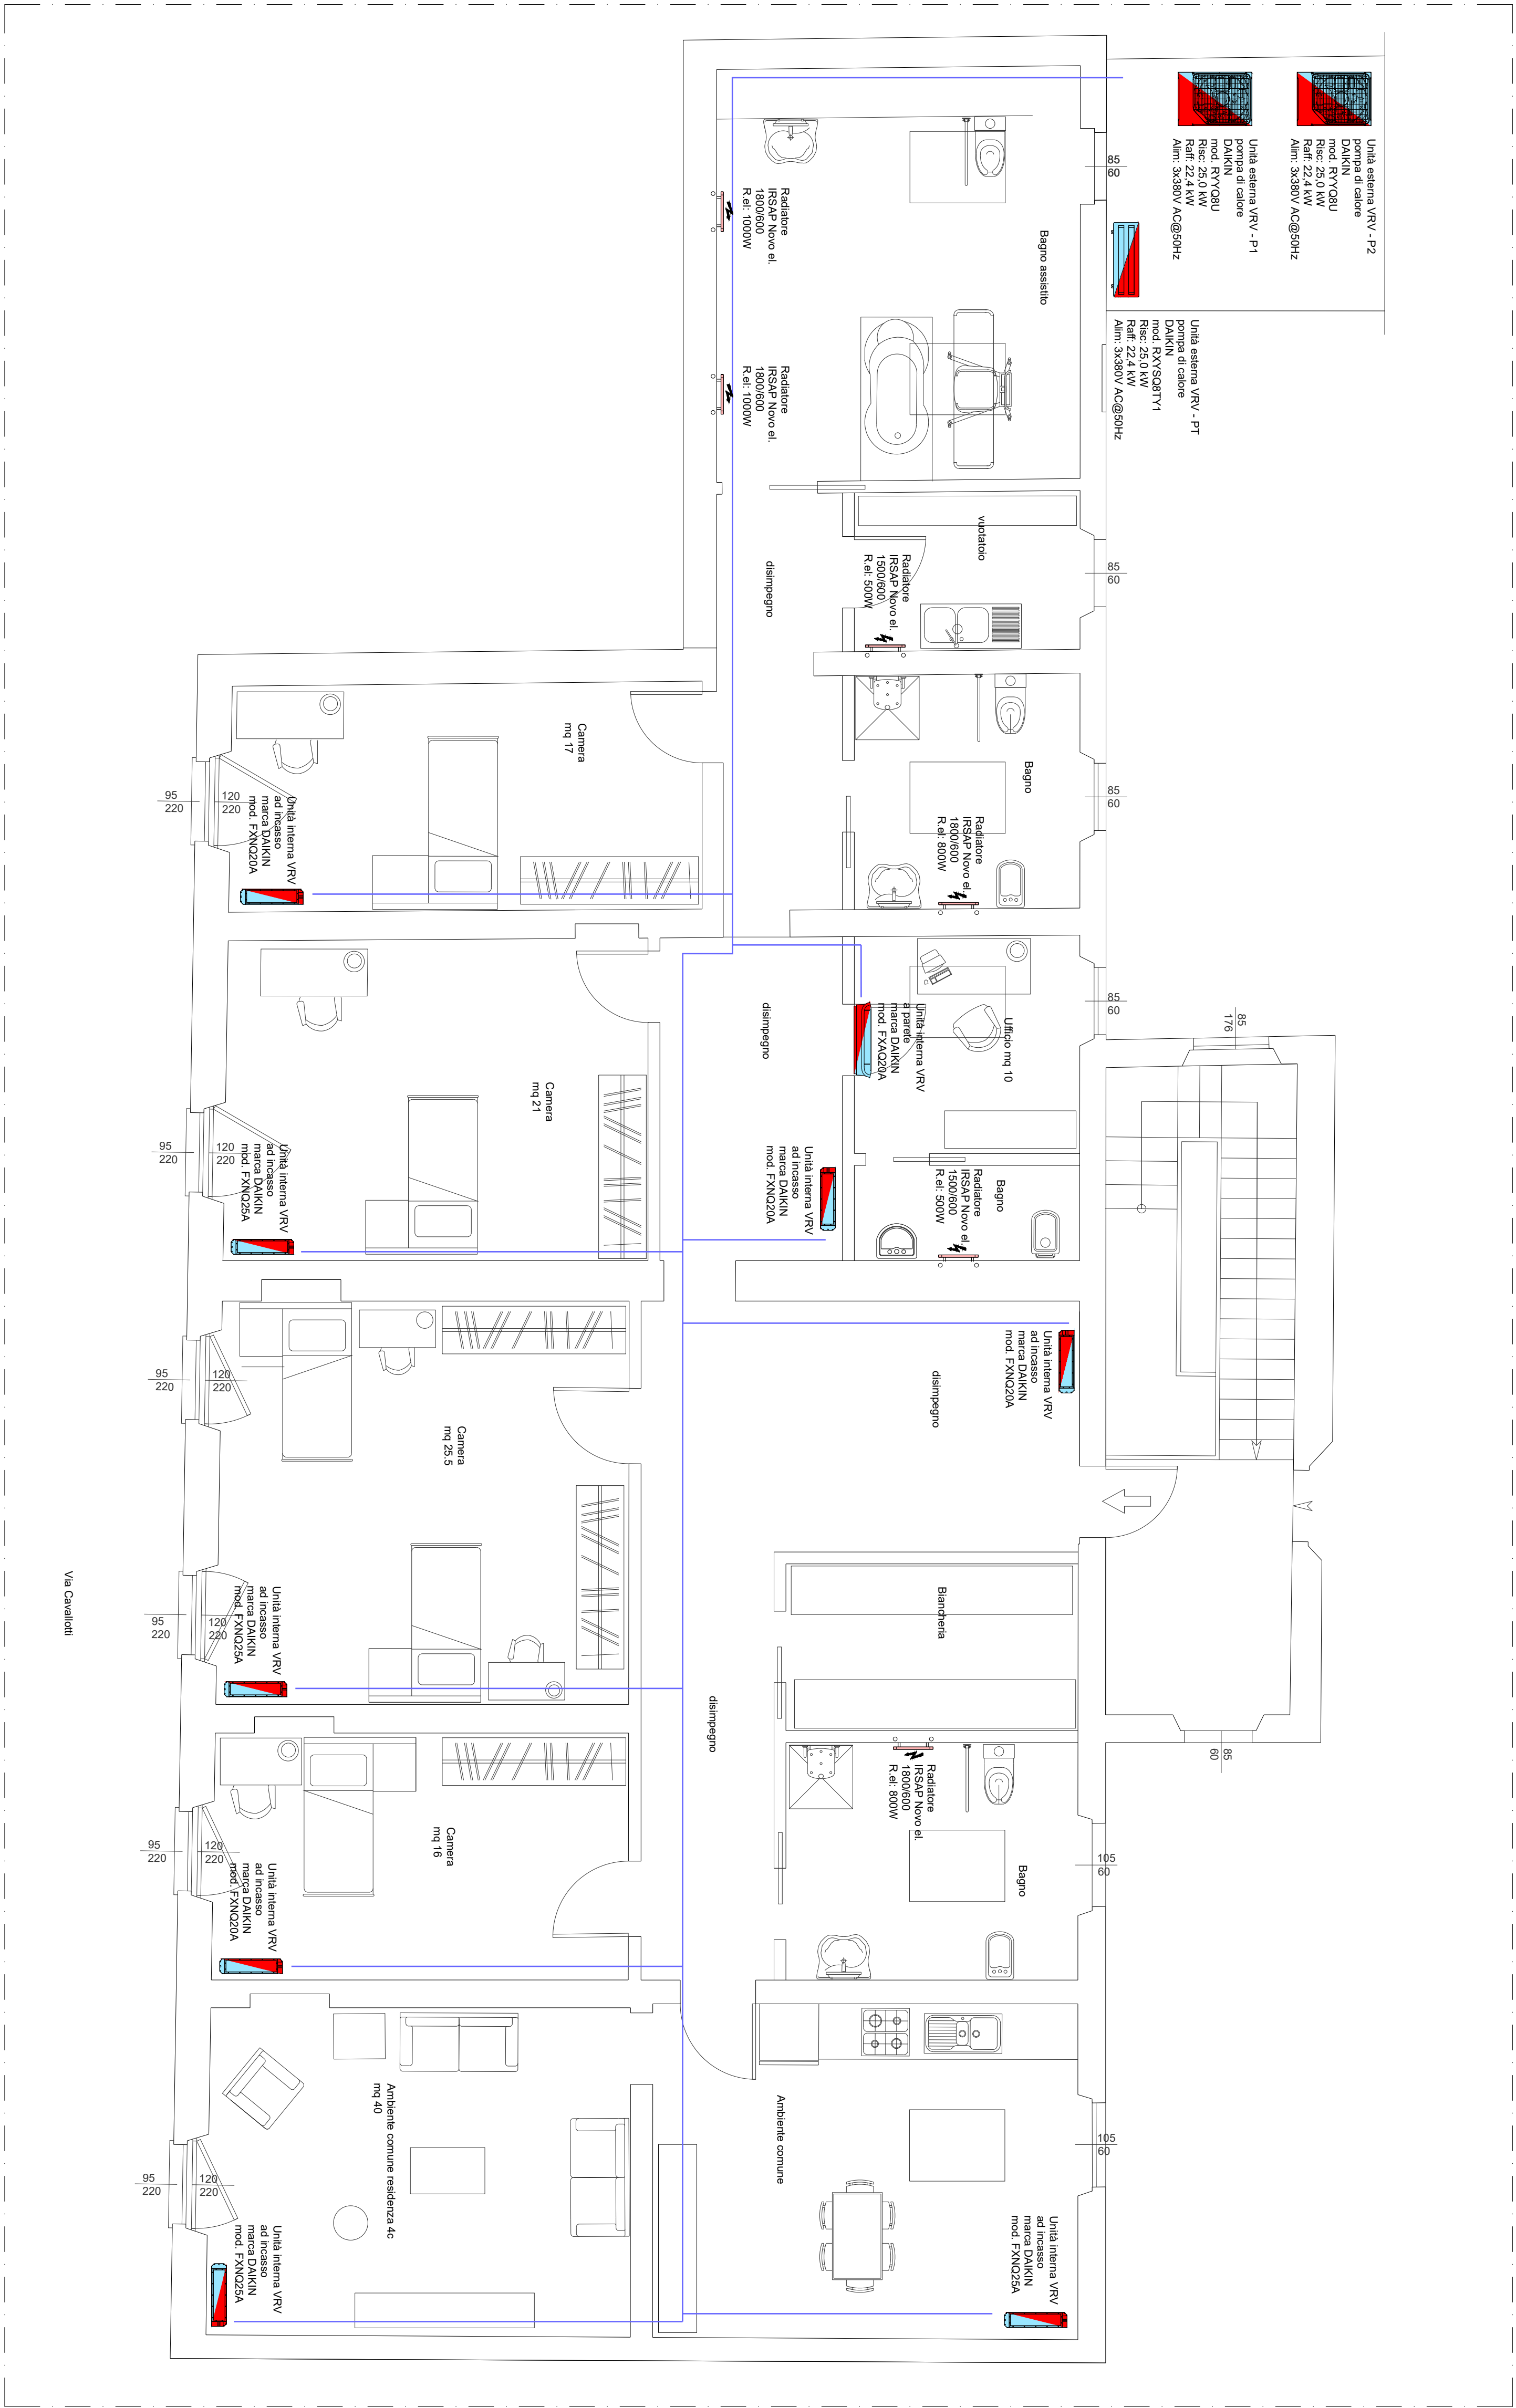 Unità esterna VRV - P2
pompa di calore
DAIKIN
mod. RYYQ8U
Risc: 25,0 kW
Raff: 22,4 kW
Alim: 3x380V AC@50Hz
Unità esterna VRV - P1
pompa di calore
DAIKIN
mod. RYYQ8U
Risc: 25,0 kW
Raff: 22,4 kW
Alim: 3x380V AC@50Hz
Unità esterna VRV - PT
pompa di calore
DAIKIN
mod. RXYSQ8TY1
Risc: 25,0 kW
Raff: 22,4 kW
Alim: 3x380V AC@50Hz
85
60
Bagno assistito
Radiatore
IRSAP Novo el.
1800/600
R.el: 1000W
Radiatore
IRSAP Novo el.
1800/600
R.el: 1000W
vuotatoio
85
60
Radiatore
IRSAP Novo el.
1500/600
R.el: 500W
disimpegno
Bagno
85
60
Radiatore
IRSAP Novo el.
1800/600
R.el: 800W
Camera
mq 17
95
220
120
220
Unità interna VRV
ad incasso
marca DAIKIN
mod. FXNQ20A
85
60
Ufficio mq 10
Unità interna VRV
a parete
marca DAIKIN
mod. FXAQ20A
disimpegno
85
176
Camera
mq 21
95
220
120
220
Unità interna VRV
ad incasso
marca DAIKIN
mod. FXNQ25A
Unità interna VRV
ad incasso
marca DAIKIN
mod. FXNQ20A
Bagno
Radiatore
IRSAP Novo el.
1500/600
R.el: 500W
Unità interna VRV
ad incasso
marca DAIKIN
mod. FXNQ20A
disimpegno
95
220
120
220
Camera
mq 25.5
95
220
120
220
Unità interna VRV
ad incasso
marca DAIKIN
mod. FXNQ25A
Via Cavallotti
Biancheria
disimpegno
85
60
Radiatore
IRSAP Novo el.
1800/600
R.el: 800W
Bagno
105
60
Camera
mq 16
95
220
120
220
Unità interna VRV
ad incasso
marca DAIKIN
mod. FXNQ20A
Ambiente comune
105
60
Ambiente comune residenza 4c
mq 40
95
220
120
220
Unità interna VRV
ad incasso
marca DAIKIN
mod. FXNQ25A
Unità interna VRV
ad incasso
marca DAIKIN
mod. FXNQ25A